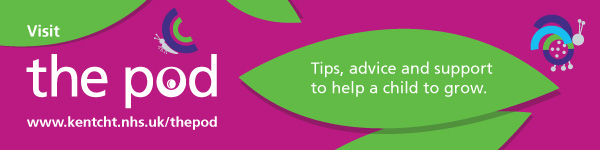 Visit
the pod
www.kentcht.nhs.uk/thepod
Tips, advice and support
to help a child to grow.